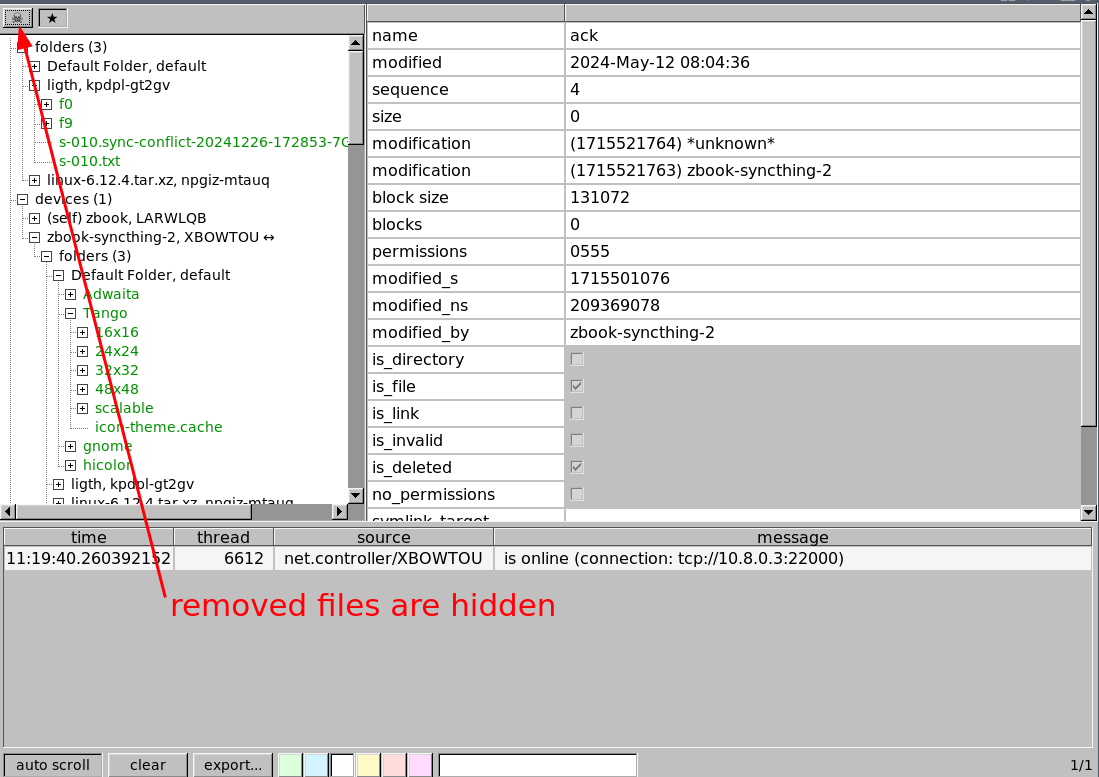 folders (3)
Default Folder, default
ligth, kpdpl-gt2gv
f0
f9
s-010.sync-conflict-20241226-172853-7
s-010.txt
linux-6.12.4.tar.xz, npgiz-mtauq
devices (1)
(self) zbook, LARWLQB
zbook-syncthing-2, XBOWTOU ↔
folders (3)
Default Folder, default
Adwaita
Tango
16x16
24x24
32x32
48x48
scalable
icon-theme.cache
gnome
hicolor
ligth, kpdpl-gt2gv
linux-6.12.4.tar.xz, npgiz-mtauq
name ack
modified 2024-May-12 08:04:36
sequence 4
size 0
modification (1715521764) *unknown*
modification (1715521763) zbook-syncthing-2
block size 131072
blocks 0
permissions 0555
modified_s 1715501076
modified_ns 209369078
modified_by zbook-syncthing-2
is_directory
is_file
is_link
is_invalid
is_deleted
no_permissions
symlink_target
time thread source message
11:19:40.260392152 6612 net.controller/XBOWTOU is online (connection: tcp://10.8.0.3:22000)
removed files are hidden
auto scroll clear export... 1/1